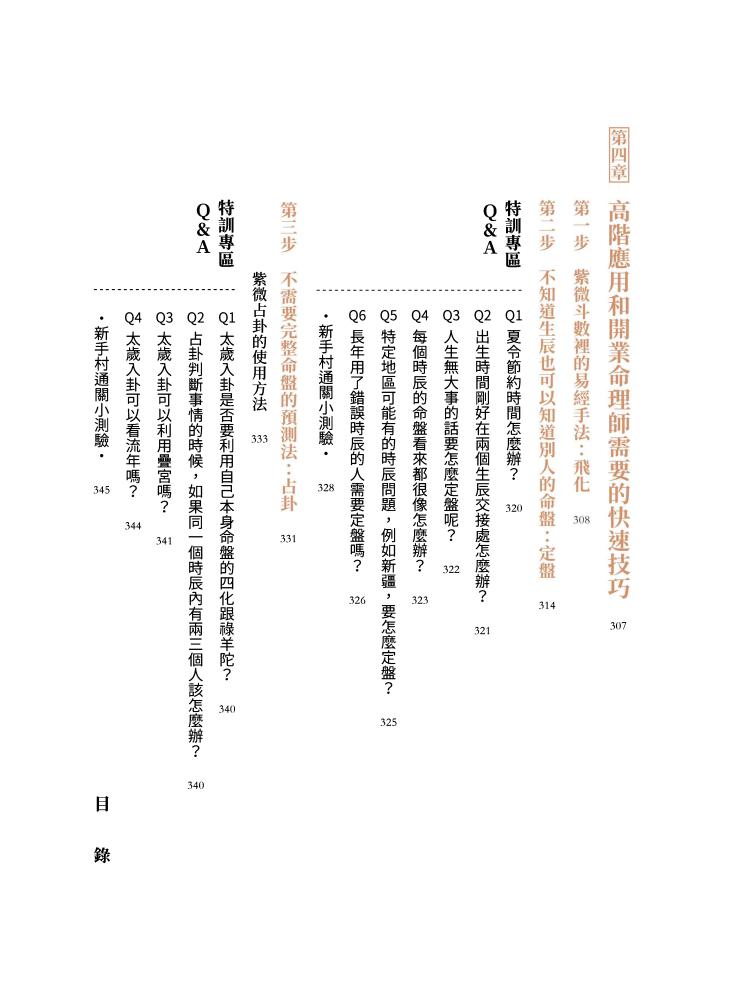 第四章 高階應用和開業命理師需要的快速技巧 307
第一步 紫微斗數裡的易經手法：飛化 308
第二步 不知道生辰也可以知道別人的命盤：定盤 314
特訓專區
Q&A
Q1 夏令節約時間怎麼辦？ 320
Q2 出生時間剛好在兩個生辰交接處怎麼辦？ 321
Q3 人生無大事的話要怎麼定盤呢？ 322
Q4 每個時辰的命盤看來都很像怎麼辦？ 323
Q5 特定地區可能有的時辰問題，例如新疆，要怎麼定盤？ 325
Q6 長年用了錯誤時辰的人需要定盤嗎？ 326
・新手村通關小測驗・ 328
第三步 不需要完整命盤的預測法：占卦 331
紫微占卦的使用方法 333
特訓專區
Q&A
Q1 太歲入卦是否要利用自己本身命盤的四化跟祿羊陀？ 340
Q2 占卦判斷事情的時候，如果同一個時辰內有兩三個人該怎麼辦？ 340
Q3 太歲入卦可以利用疊宮嗎？ 341
Q4 太歲入卦可以看流年嗎？ 344
・新手村通關小測驗・ 345
目錄